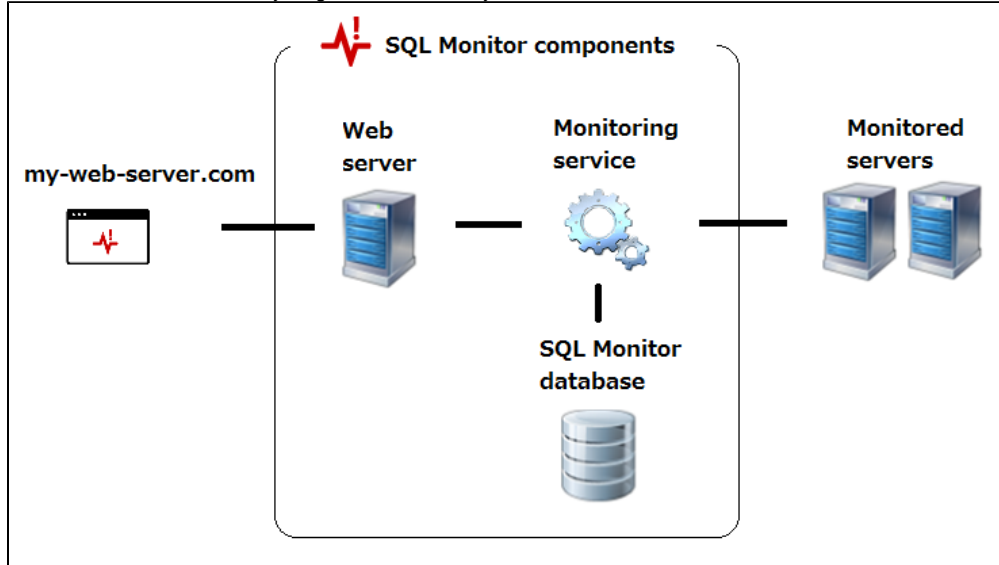 SQL Monitor components
my-web-server.com
Web
server
Monitoring
service
Monitored
servers
SQL Monitor
database